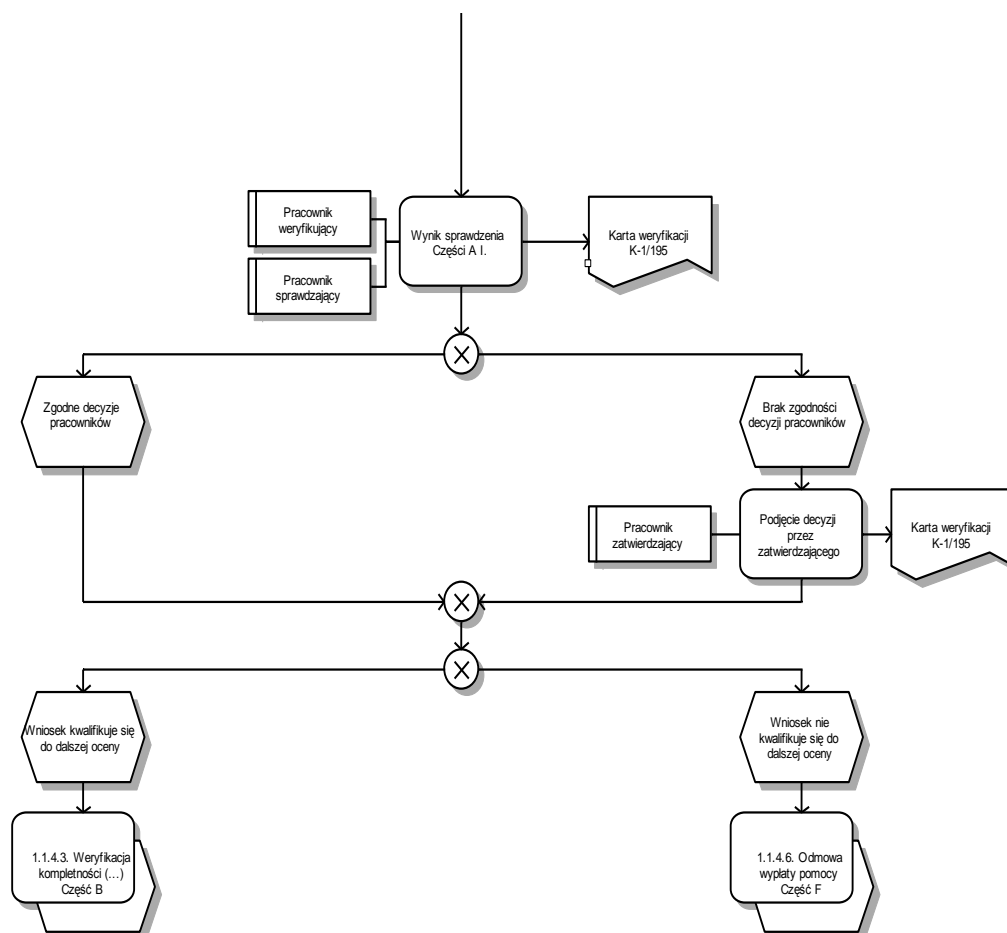 Pracownik
weryfikujący
Wynik sprawdzenia
Części A I.
Karta weryfikacji
K-1/195
Pracownik
sprawdzający
X
Zgodne decyzje
pracowników
Brak zgodności
decyzji pracowników
Pracownik
zatwierdzający
Podjęcie decyzji
przez
zatwierdzającego
Karta weryfikacji
K-1/195
X
X
Wniosek kwalifikuje się
do dalszej oceny
Wniosek nie
kwalifikuje się do
dalszej oceny
1.1.4.3. Weryfikacja
kompletności (…)
Część B
1.1.4.6. Odmowa
wypłaty pomocy
Część F